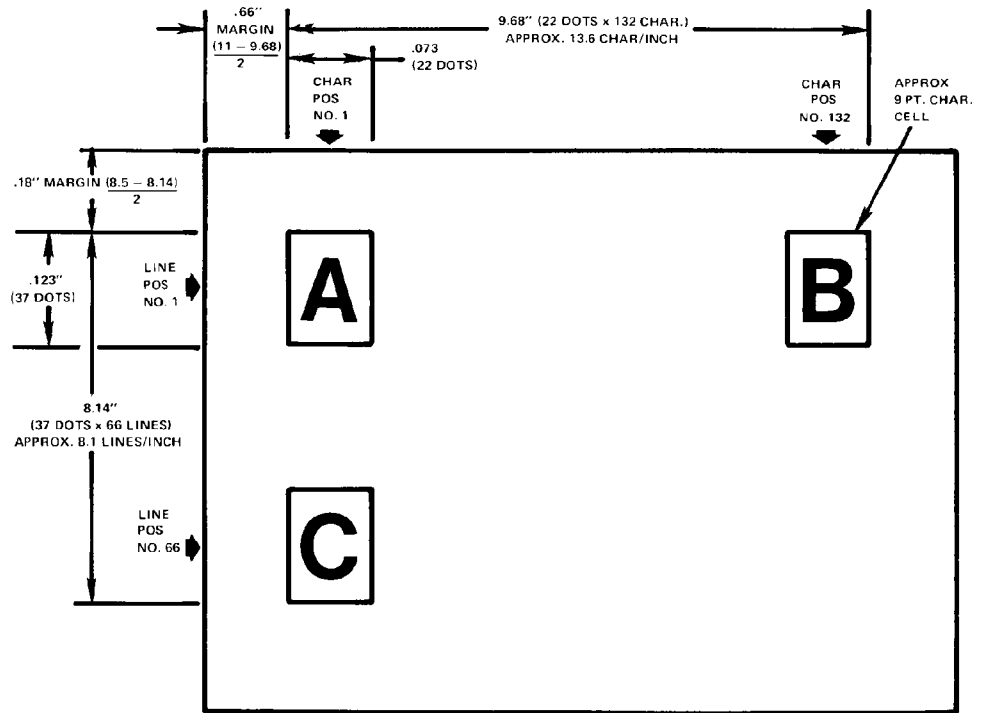 .66"
MARGIN
(11 – 9.68)
2
9.68" (22 DOTS x 132 CHAR.)
APPROX. 13.6 CHAR/INCH
.073
(22 DOTS)
CHAR
POS
NO. 1
CHAR
POS
NO. 132
APPROX
9 PT. CHAR.
CELL
.18" MARGIN (8.5 – 8.14)
2
.123"
(37 DOTS)
LINE
POS
NO. 1
A
B
8.14"
(37 DOTS x 66 LINES)
APPROX. 8.1 LINES/INCH
LINE
POS
NO. 66
C